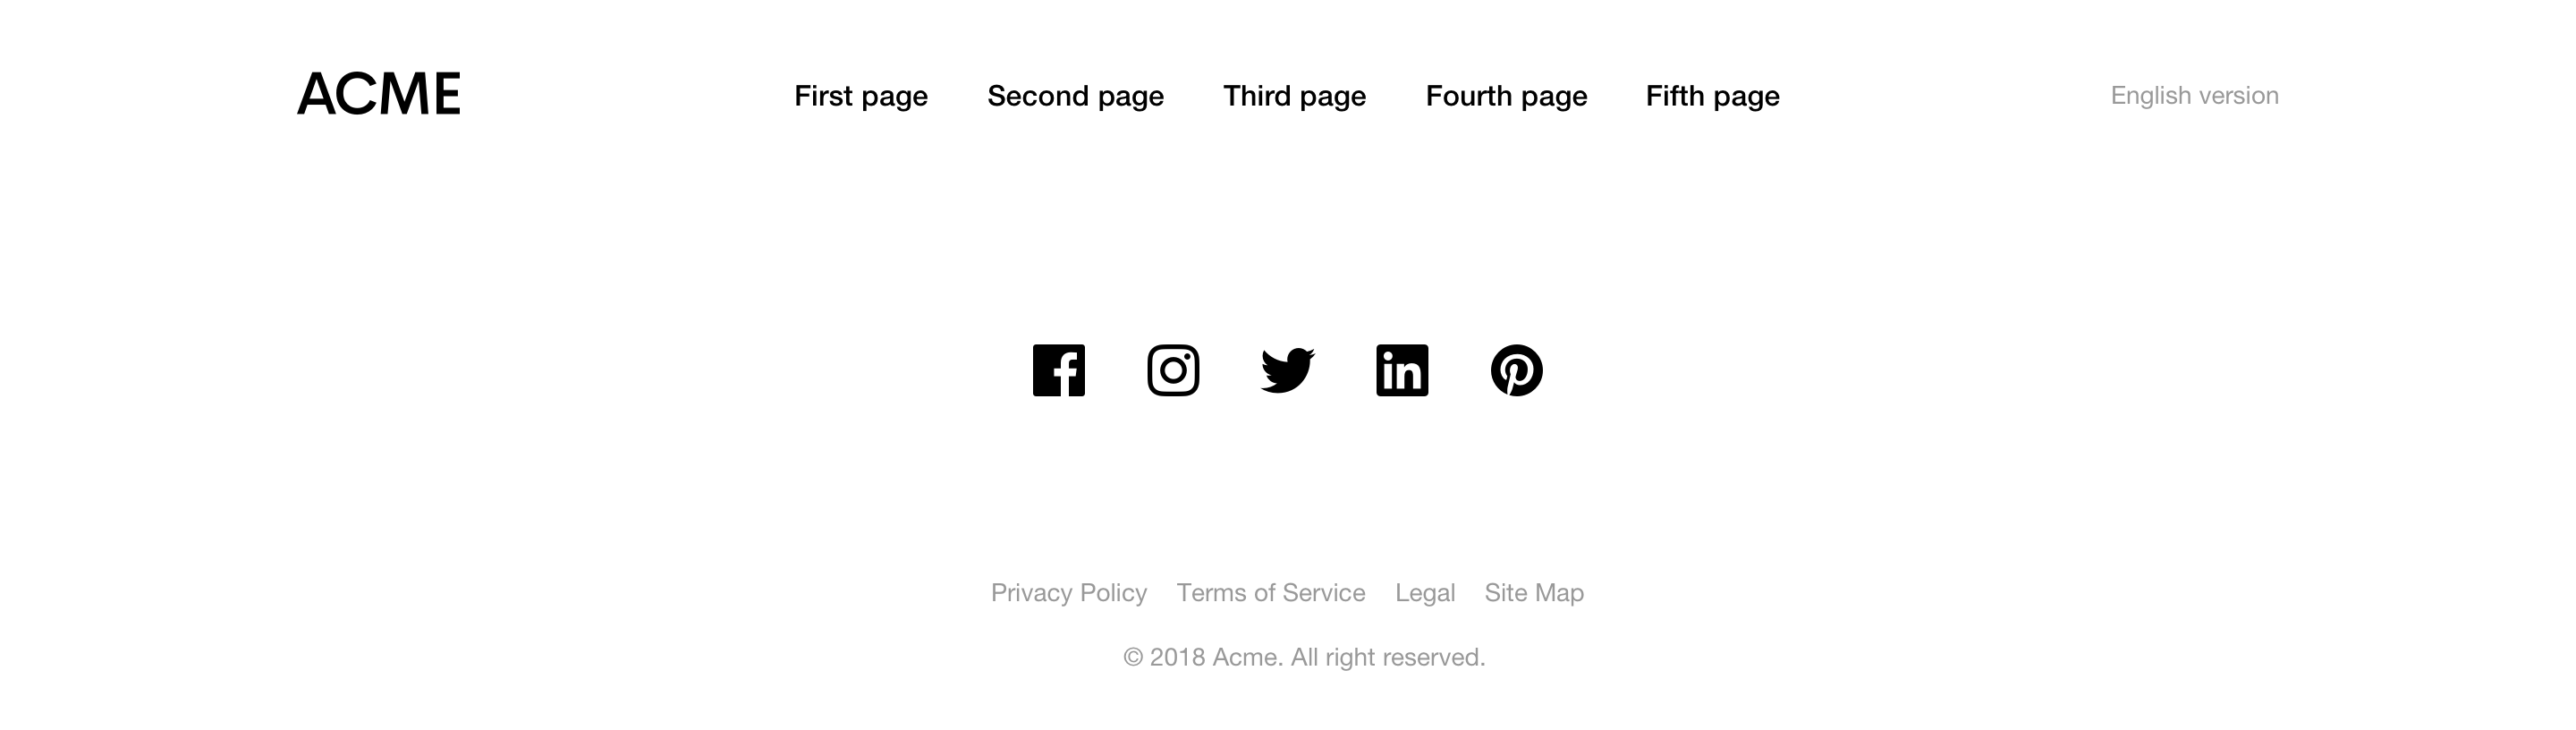 ACME First page Second page Third page Fourth page Fifth page English version
Privacy Policy Terms of Service Legal Site Map
© 2018 Acme. All right reserved.